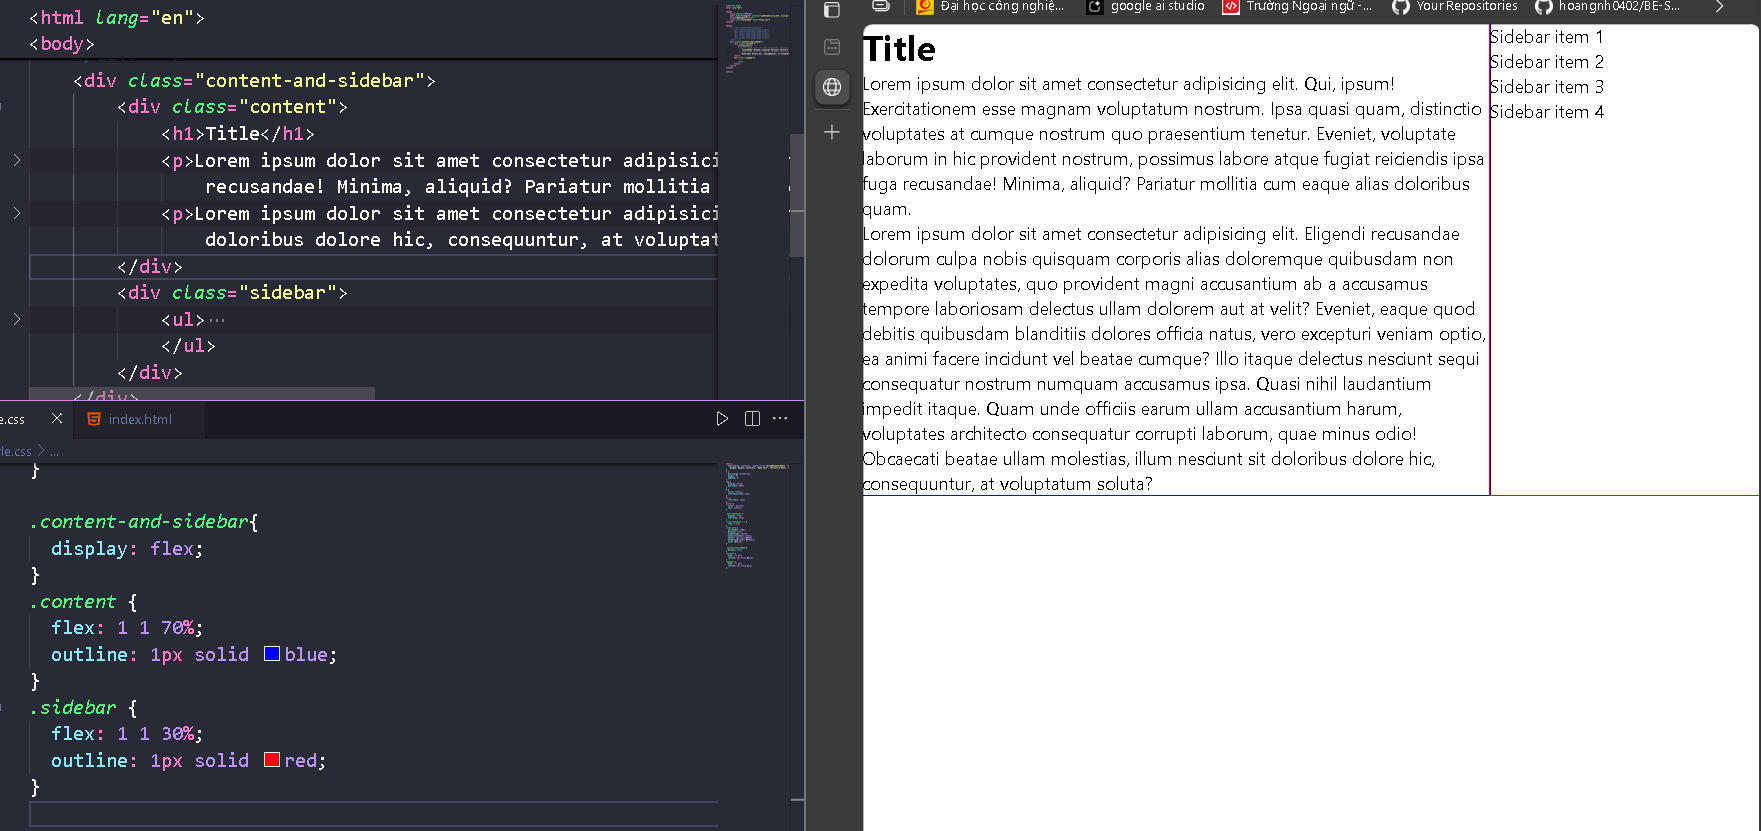 <html lang="en">
<body>
<div class="content-and-sidebar">
<div class="content">
<h1>Title</h1>
<p>Lorem ipsum dolor sit amet consectetur adipisici
recusandae! Minima, aliquid? Pariatur mollitia
<p>Lorem ipsum dolor sit amet consectetur adipisici
doloribus dolore hic, consequuntur, at voluptat
</div>
<div class="sidebar">
<ul>...
</ul>
</div>
</div>
e.css
index.html
le.css > ...
}
.content-and-sidebar{
display: flex;
}
.content {
flex: 1 1 70%;
outline: 1px solid blue;
}
.sidebar {
flex: 1 1 30%;
outline: 1px solid red;
}
Đại học công nghiệ...
google ai studio
Trường Ngoại ngữ -...
Your Repositories
hoangnh0402/BE-S...
Title
Lorem ipsum dolor sit amet consectetur adipisicing elit. Qui, ipsum!
Exercitationem esse magnam voluptatum nostrum. Ipsa quasi quam, distinctio
voluptates at cumque nostrum quo praesentium tenetur. Eveniet, voluptate
laborum in hic provident nostrum, possimus labore atque fugiat reiciendis ipsa
fuga recusandae! Minima, aliquid? Pariatur mollitia cum eaque alias doloribus
quam.
Lorem ipsum dolor sit amet consectetur adipisicing elit. Eligendi recusandae
dolorum culpa nobis quisquam corporis alias doloremque quibusdam non
expedita voluptates, quo provident magni accusantium ab a accusamus
tempore laboriosam delectus ullam dolorem aut at velit? Eveniet, eaque quod
debitis quibusdam blanditiis dolores officia natus, vero excepturi veniam optio,
ea animi facere incidunt vel beatae cumque? Illo itaque delectus nesciunt sequi
consequatur nostrum numquam accusamus ipsa. Quasi nihil laudantium
impedit itaque. Quam unde officiis earum ullam accusantium harum,
voluptates architecto consequatur corrupti laborum, quae minus odio!
Obcaecati beatae ullam molestias, illum nesciunt sit doloribus dolore hic,
consequuntur, at voluptatum soluta?
Sidebar item 1
Sidebar item 2
Sidebar item 3
Sidebar item 4